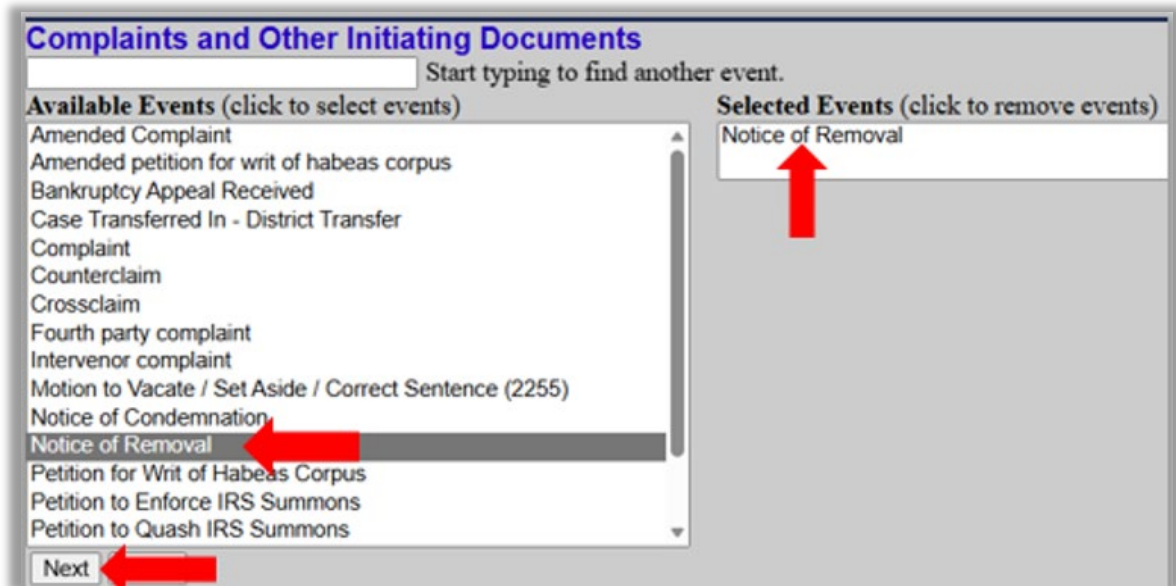 Complaints and Other Initiating Documents
Start typing to find another event.
Available Events (click to select events)
Selected Events (click to remove events)
Amended Complaint
Amended petition for writ of habeas corpus
Bankruptcy Appeal Received
Case Transferred In - District Transfer
Complaint
Counterclaim
Crossclaim
Fourth party complaint
Intervenor complaint
Motion to Vacate / Set Aside / Correct Sentence (2255)
Notice of Condemnation
Notice of Removal
Petition for Writ of Habeas Corpus
Petition to Enforce IRS Summons
Petition to Quash IRS Summons
Notice of Removal
Next